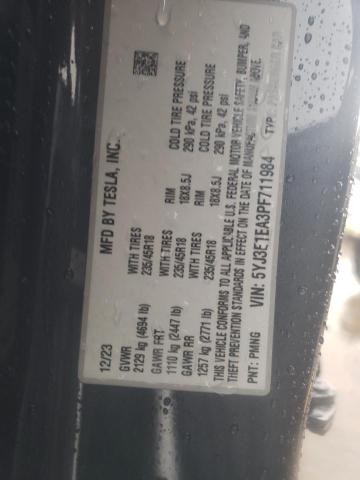 MFD BY TESLA, INC.
12/23
GVWR
2129 kg (4694 lb)
GAWR FRT
1110 kg (2447 lb) WITH TIRES 235/45R18 RIM 18X8.5J COLD TIRE PRESSURE 290 kPa, 42 psi
GAWR RR
1257 kg (2771 lb) WITH TIRES 235/45R18 RIM 18X8.5J COLD TIRE PRESSURE 290 kPa, 42 psi
WITH TIRES 235/45R18
THIS VEHICLE CONFORMS TO ALL APPLICABLE U.S. FEDERAL MOTOR VEHICLE SAFETY, BUMPER, AND
THEFT PREVENTION STANDARDS IN EFFECT ON THE DATE OF MANUFAC ABOVE.
VIN: 5YJ3E1EA3PF711984
PNT: PMNG